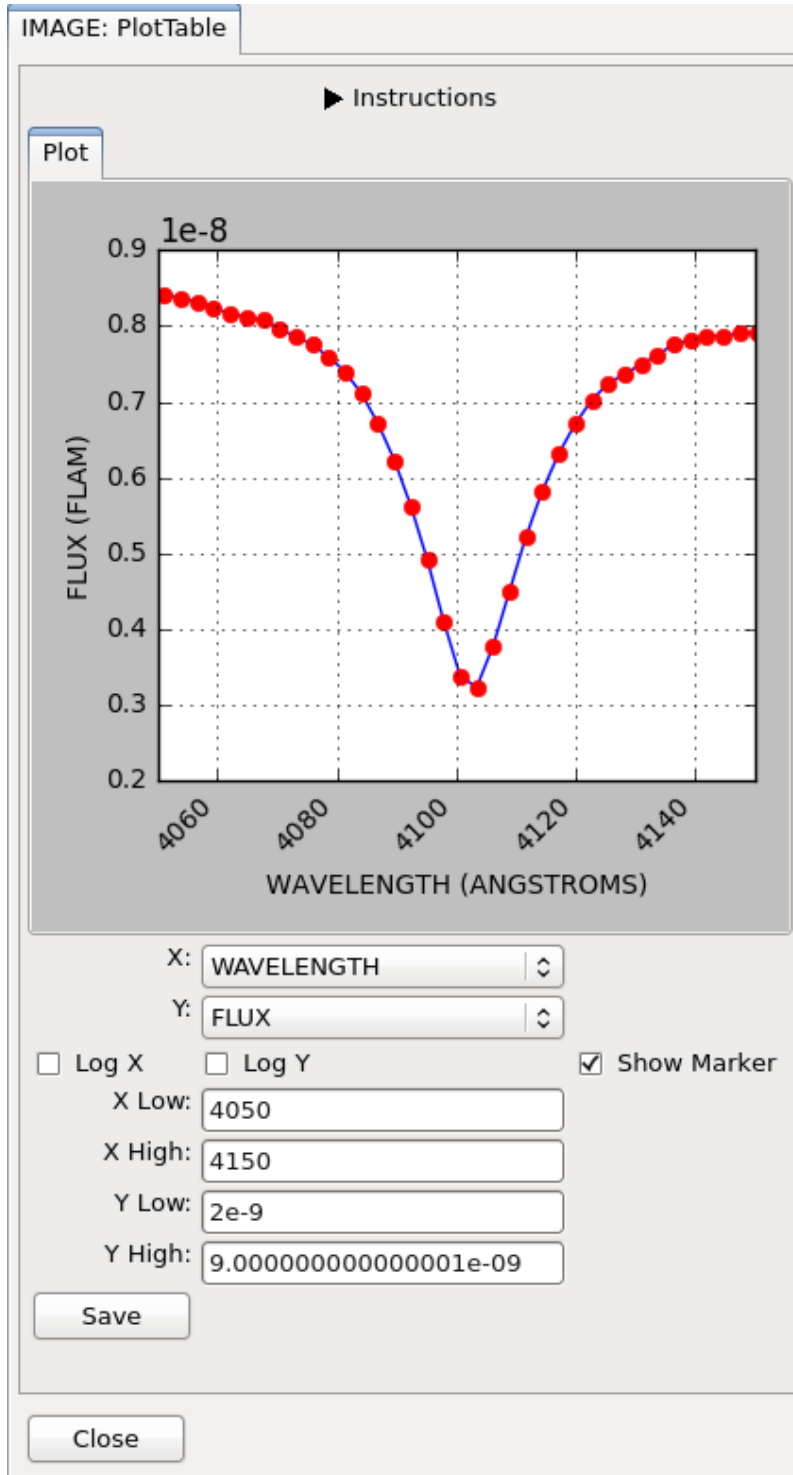 IMAGE: PlotTable
Instructions
Plot
1e-8
0.9
0.8
0.7
0.6
0.5
0.4
0.3
0.2
FLUX (FLAM)
4060 4080 4100 4120 4140
WAVELENGTH (ANGSTROMS)
X: WAVELENGTH
Y: FLUX
Log X Log Y Show Marker
X Low: 4050
X High: 4150
Y Low: 2e-9
Y High: 9.000000000000001e-09
Save
Close